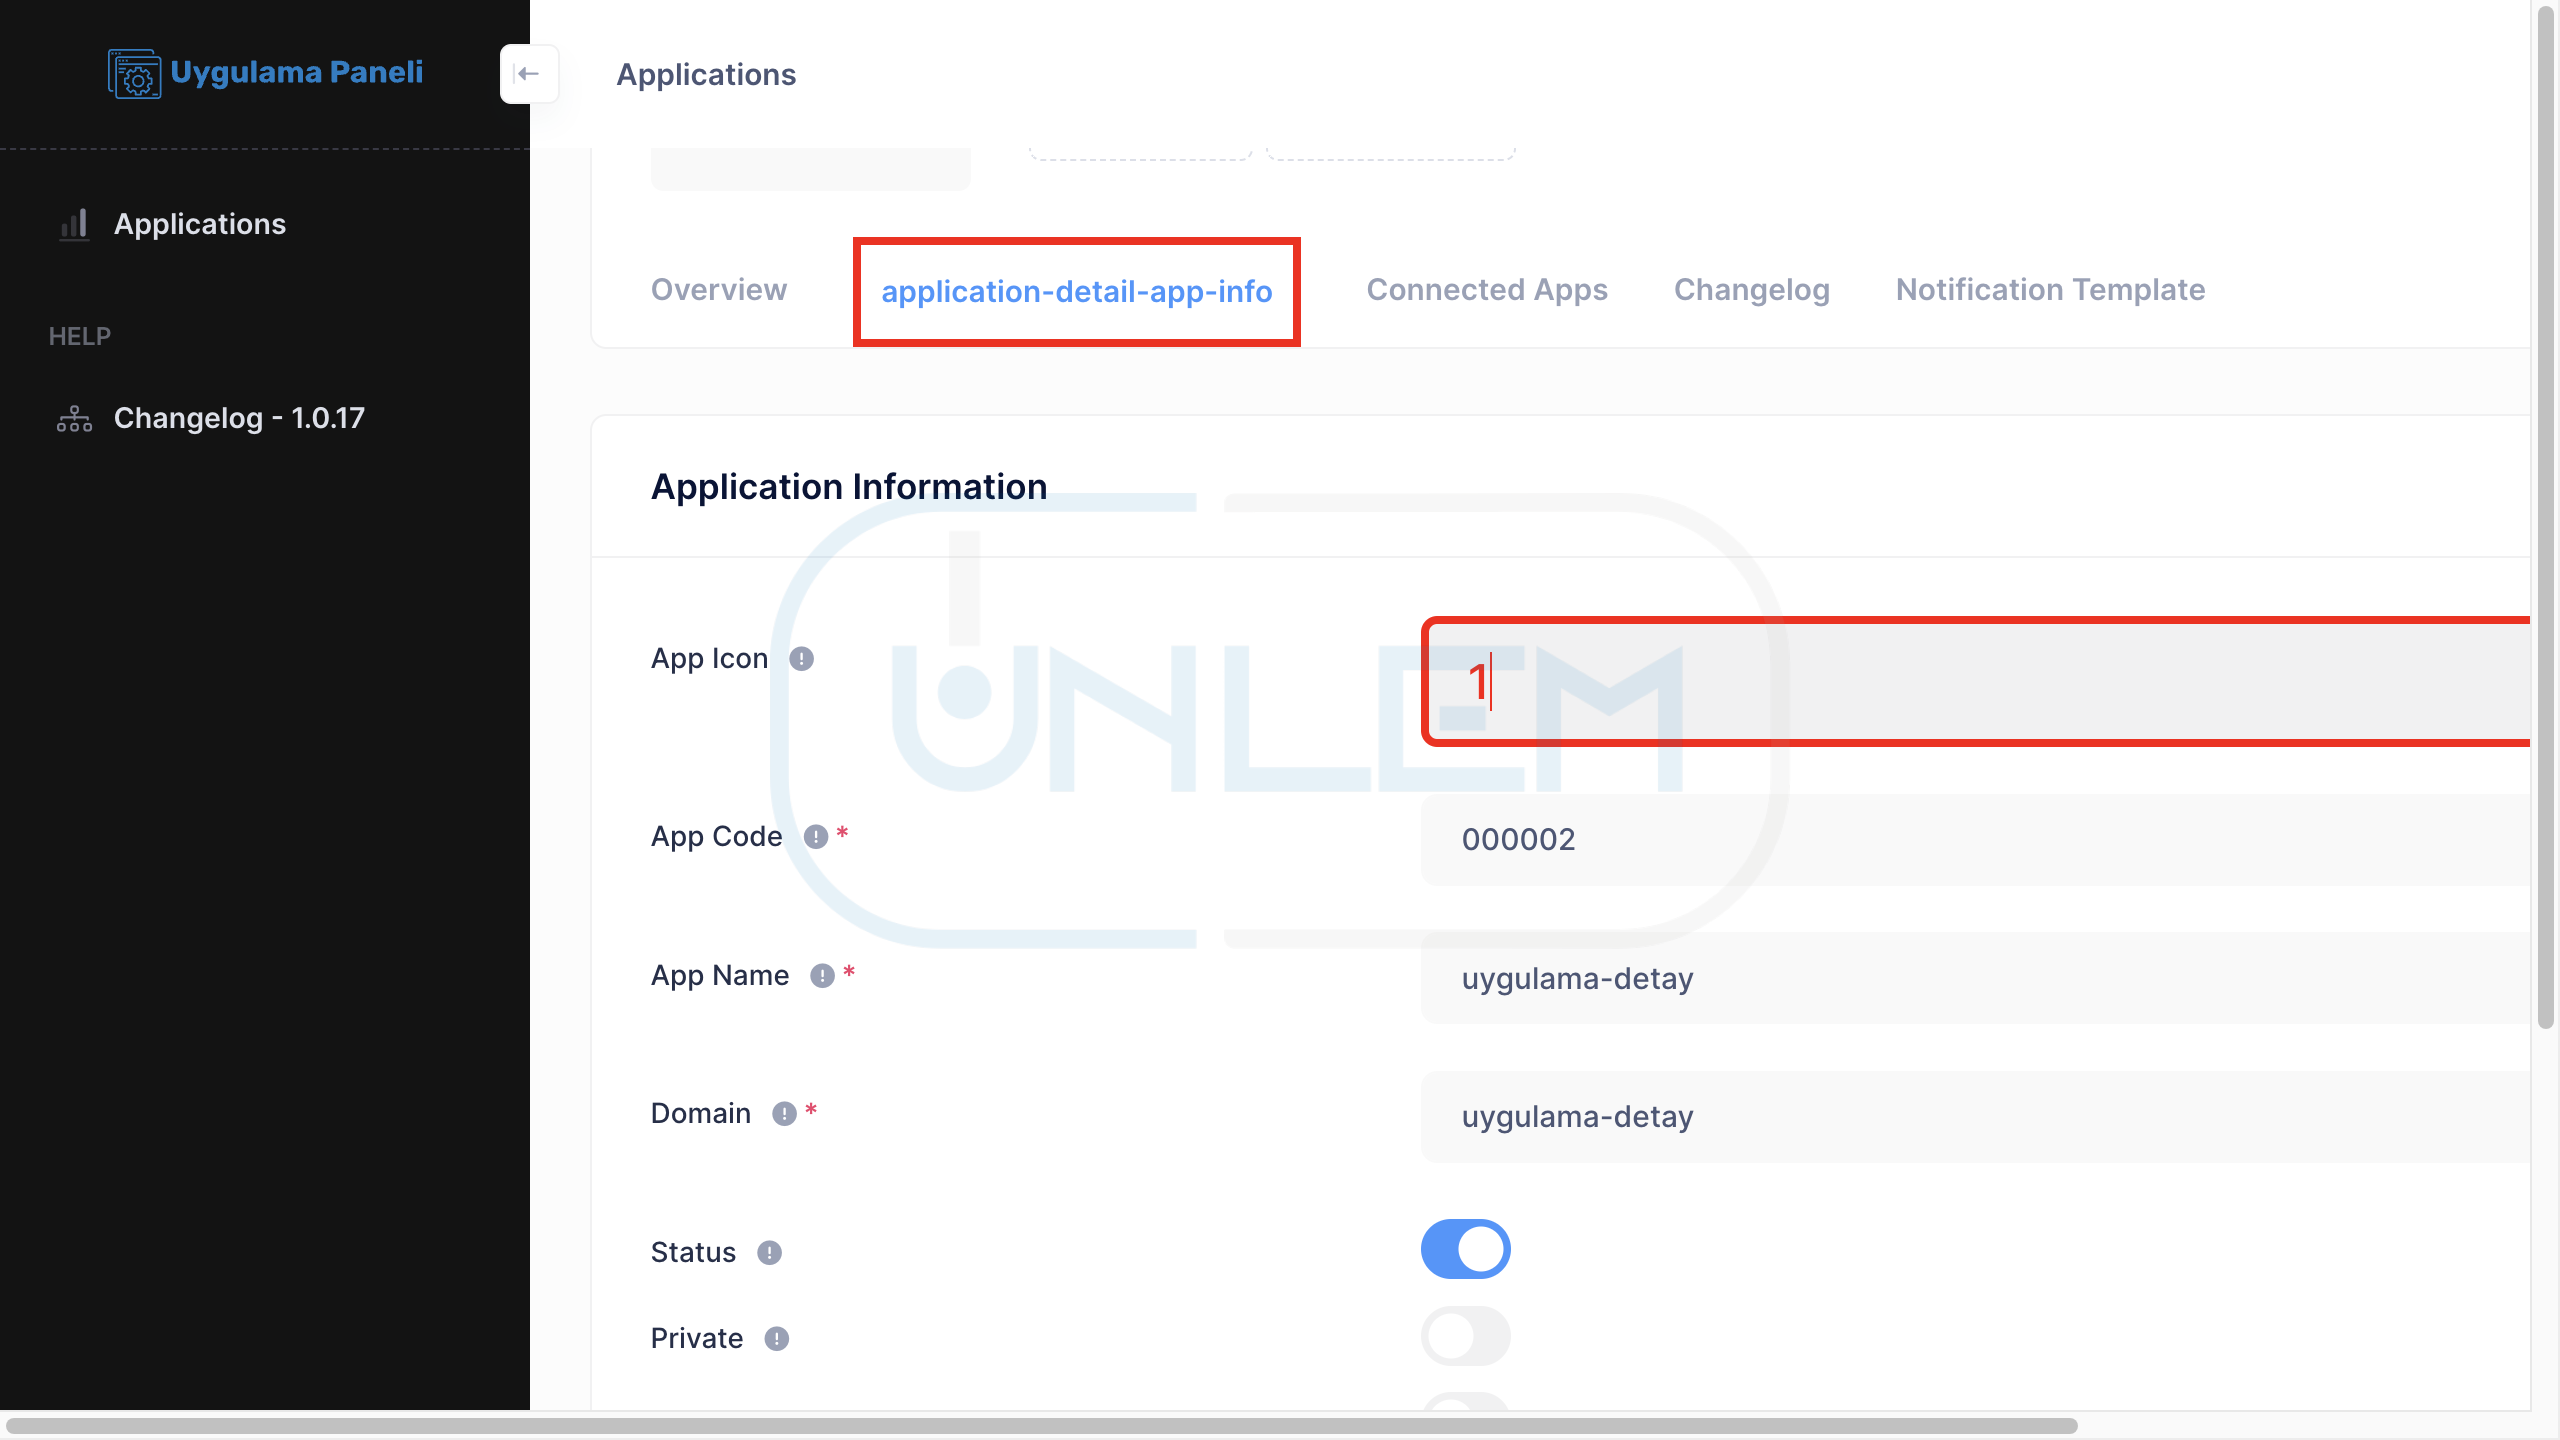 Uygulama Paneli
Applications
Applications
HELP
Changelog - 1.0.17
Overview
application-detail-app-info
Connected Apps
Changelog
Notification Template
Application Information
App Icon
1
UNLEM
App Code *
000002
App Name *
uygulama-detay
Domain *
uygulama-detay
Status
Private